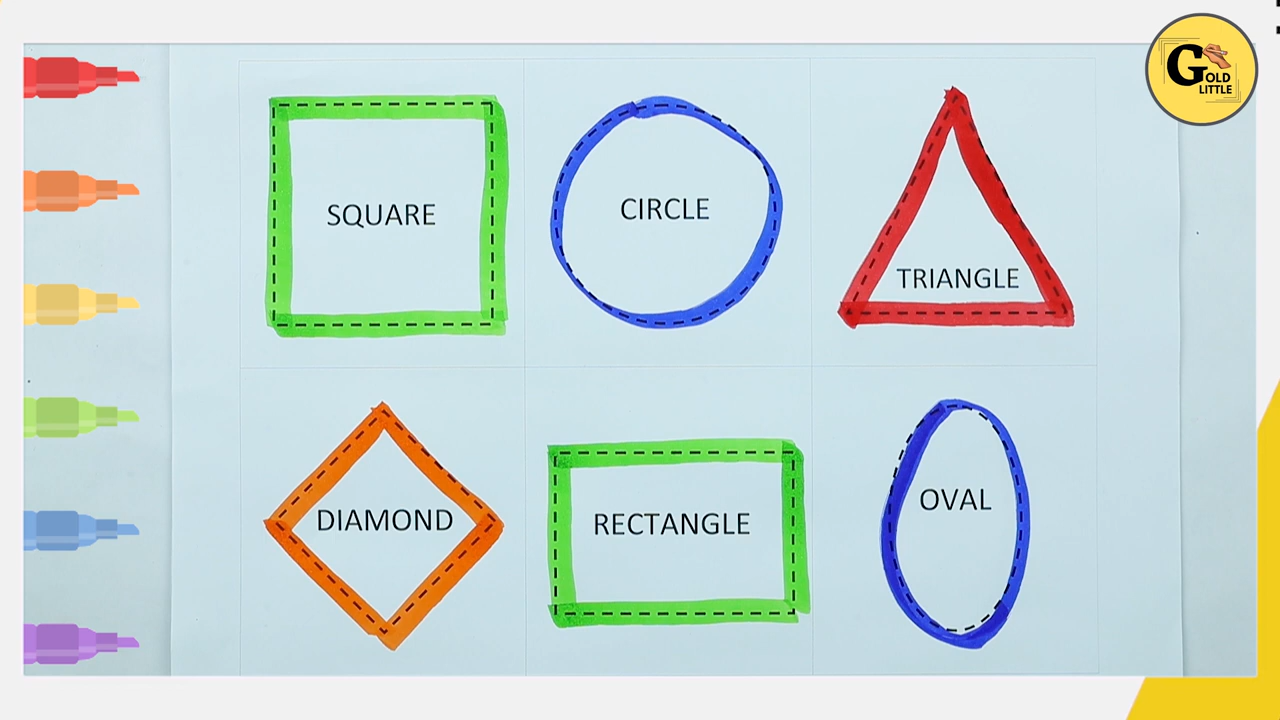 GOLD
LITTLE
SQUARE
CIRCLE
TRIANGLE
DIAMOND
RECTANGLE
OVAL